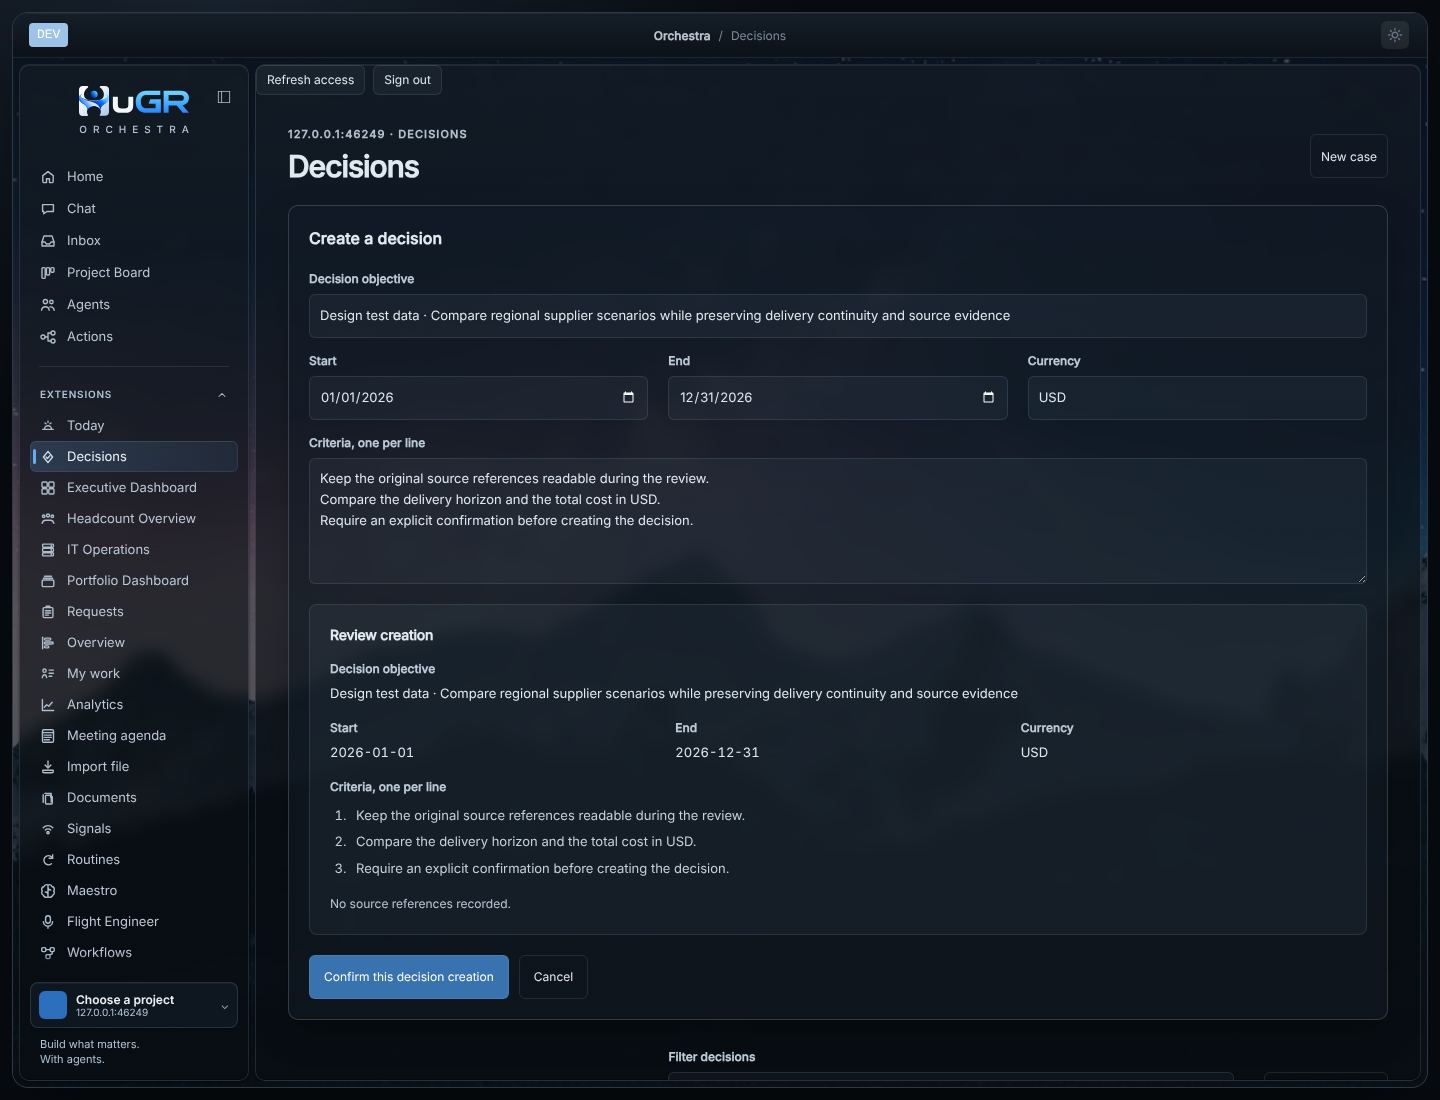 DEV
Orchestra / Decisions
HuGR
ORCHESTRA
Home
Chat
Inbox
Project Board
Agents
Actions
EXTENSIONS
Today
Decisions
Executive Dashboard
Headcount Overview
IT Operations
Portfolio Dashboard
Requests
Overview
My work
Analytics
Meeting agenda
Import file
Documents
Signals
Routines
Maestro
Flight Engineer
Workflows
Choose a project
127.0.0.1:46249
Build what matters.
With agents.
Refresh access
Sign out
127.0.0.1:46249 · DECISIONS
Decisions
New case
Create a decision
Decision objective
Design test data · Compare regional supplier scenarios while preserving delivery continuity and source evidence
Start
End
Currency
01/01/2026
12/31/2026
USD
Criteria, one per line
Keep the original source references readable during the review.
Compare the delivery horizon and the total cost in USD.
Require an explicit confirmation before creating the decision.
Review creation
Decision objective
Design test data · Compare regional supplier scenarios while preserving delivery continuity and source evidence
Start
End
Currency
2026-01-01
2026-12-31
USD
Criteria, one per line
1. Keep the original source references readable during the review.
2. Compare the delivery horizon and the total cost in USD.
3. Require an explicit confirmation before creating the decision.
No source references recorded.
Confirm this decision creation
Cancel
Filter decisions